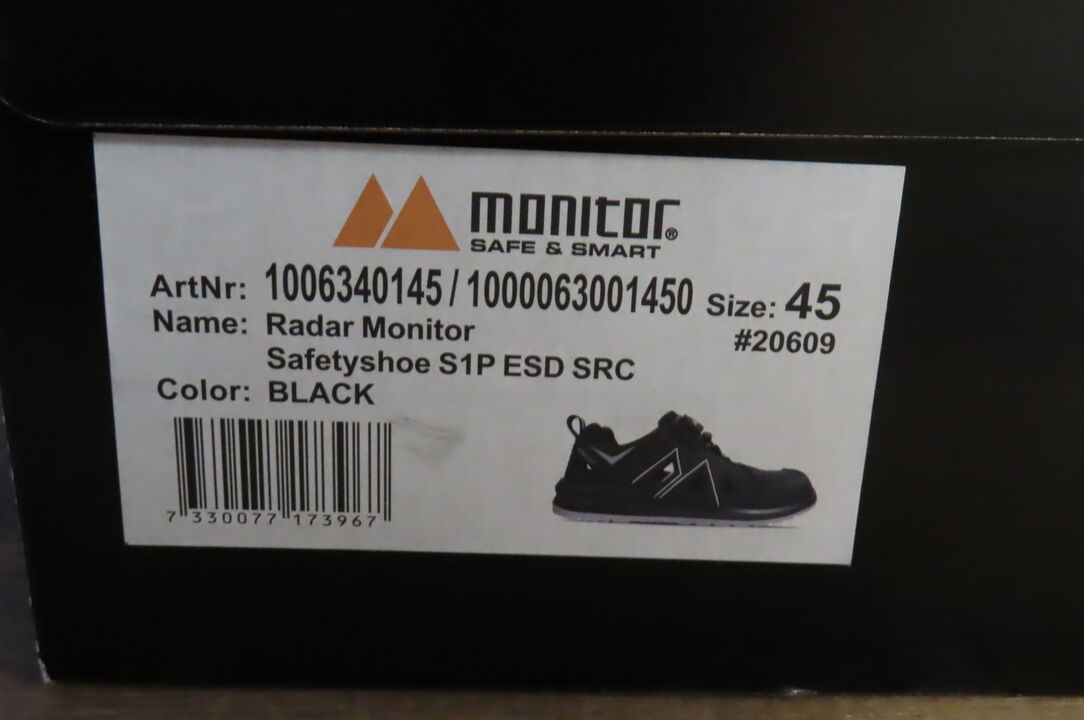 monitor®
SAFE & SMART
ArtNr: 1006340145 / 1000063001450 Size: 45
#20609
Name: Radar Monitor
Safetyshoe S1P ESD SRC
Color: BLACK
7 330077 173967